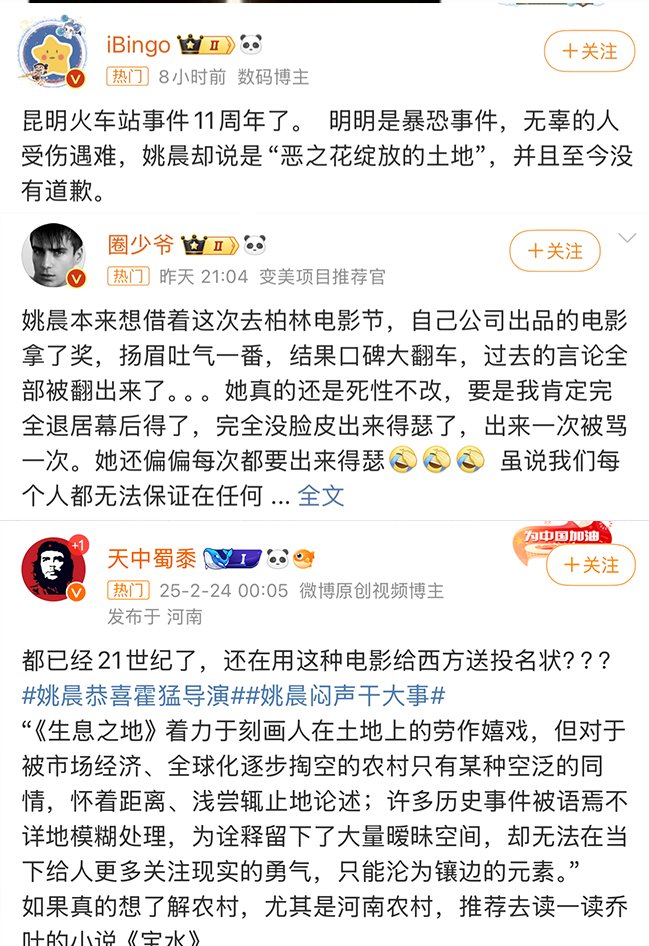 iBingo II
+关注
热门 8小时前 数码博主
昆明火车站事件11周年了。 明明是暴恐事件，无辜的人
受伤遇难，姚晨却说是“恶之花绽放的土地”，并且至今没
有道歉。
圈少爷 II
+关注
热门 昨天 21:04 变美项目推荐官
姚晨本来想借着这次去柏林电影节，自己公司出品的电影
拿了奖，扬眉吐气一番，结果口碑大翻车，过去的言论全
部被翻出来了。。。她真的还是死性不改，要是我肯定完
全退居幕后得了，完全没脸皮出来得瑟了，出来一次被骂
一次。她还偏偏每次都要出来得瑟🤣🤣🤣 虽说我们每
个人都无法保证在任何 ... 全文
为中国加油
+1
天中蜀黍 I
+关注
热门 25-2-24 00:05 微博原创视频博主
发布于 河南
都已经21世纪了，还在用这种电影给西方送投名状???
#姚晨恭喜霍猛导演##姚晨闷声干大事#
“《生息之地》着力于刻画人在土地上的劳作嬉戏，但对于
被市场经济、全球化逐步掏空的农村只有某种空泛的同
情，怀着距离、浅尝辄止地论述；许多历史事件被语焉不
详地模糊处理，为诠释留下了大量暧昧空间，却无法在当
下给人更多关注现实的勇气，只能沦为镶边的元素。”
如果真的想了解农村，尤其是河南农村，推荐去读一读乔
叶的小说《宝水》